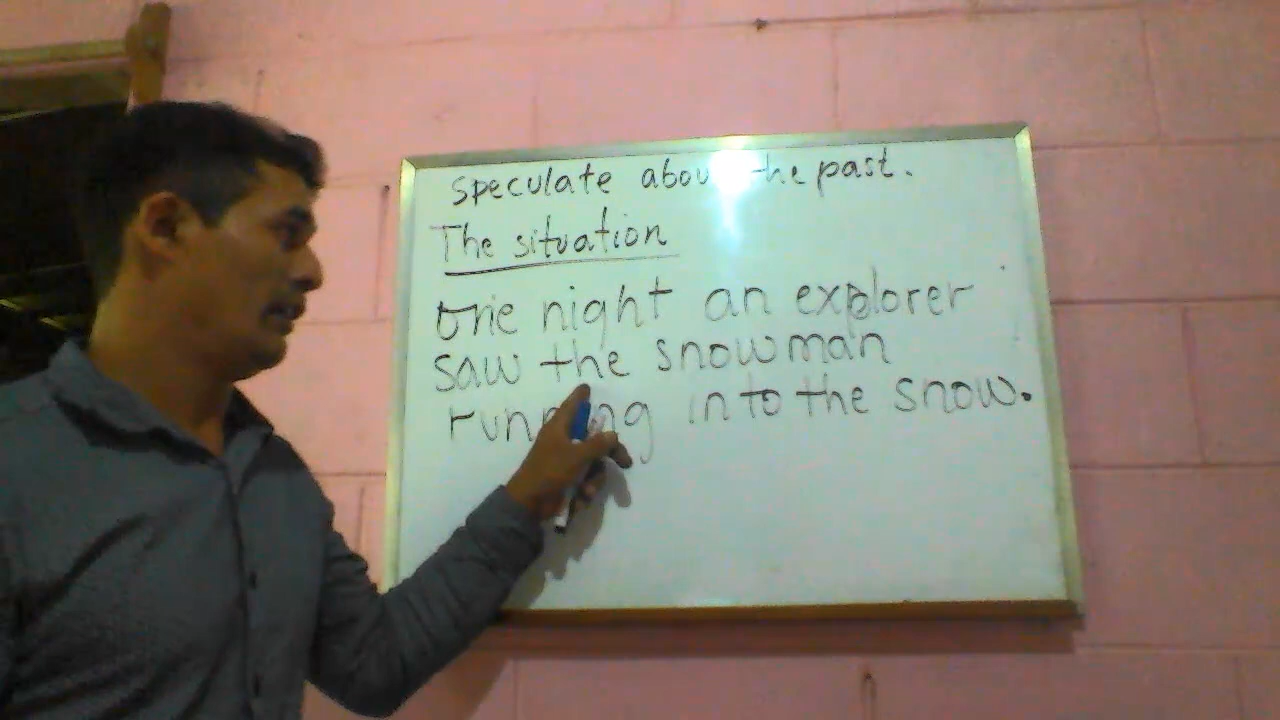 speculate about the past.
The situation
One night an explorer
saw the snowman
running into the snow.